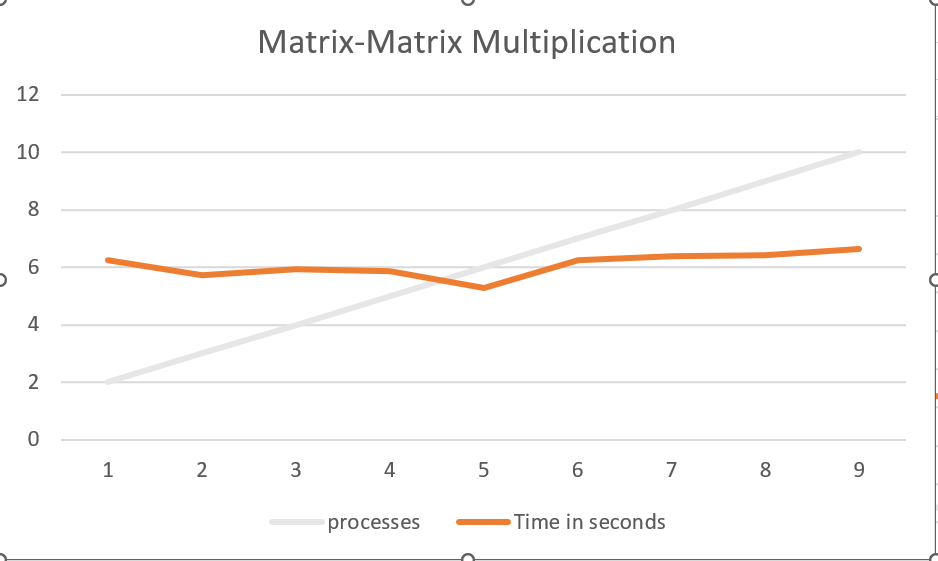 Matrix-Matrix Multiplication
12
10
8
6
4
2
0
1 2 3 4 5 6 7 8 9
processes Time in seconds